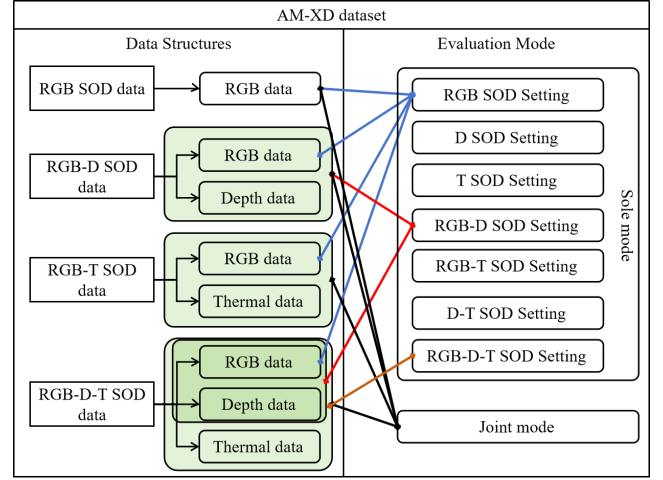 AM-XD dataset
Data Structures
Evaluation Mode
RGB SOD data
RGB data
RGB-D SOD
data
RGB data
Depth data
RGB-T SOD
data
RGB data
Thermal data
RGB-D-T SOD
data
RGB data
Depth data
Thermal data
RGB SOD Setting
D SOD Setting
T SOD Setting
RGB-D SOD Setting
RGB-T SOD Setting
D-T SOD Setting
RGB-D-T SOD Setting
Sole mode
Joint mode